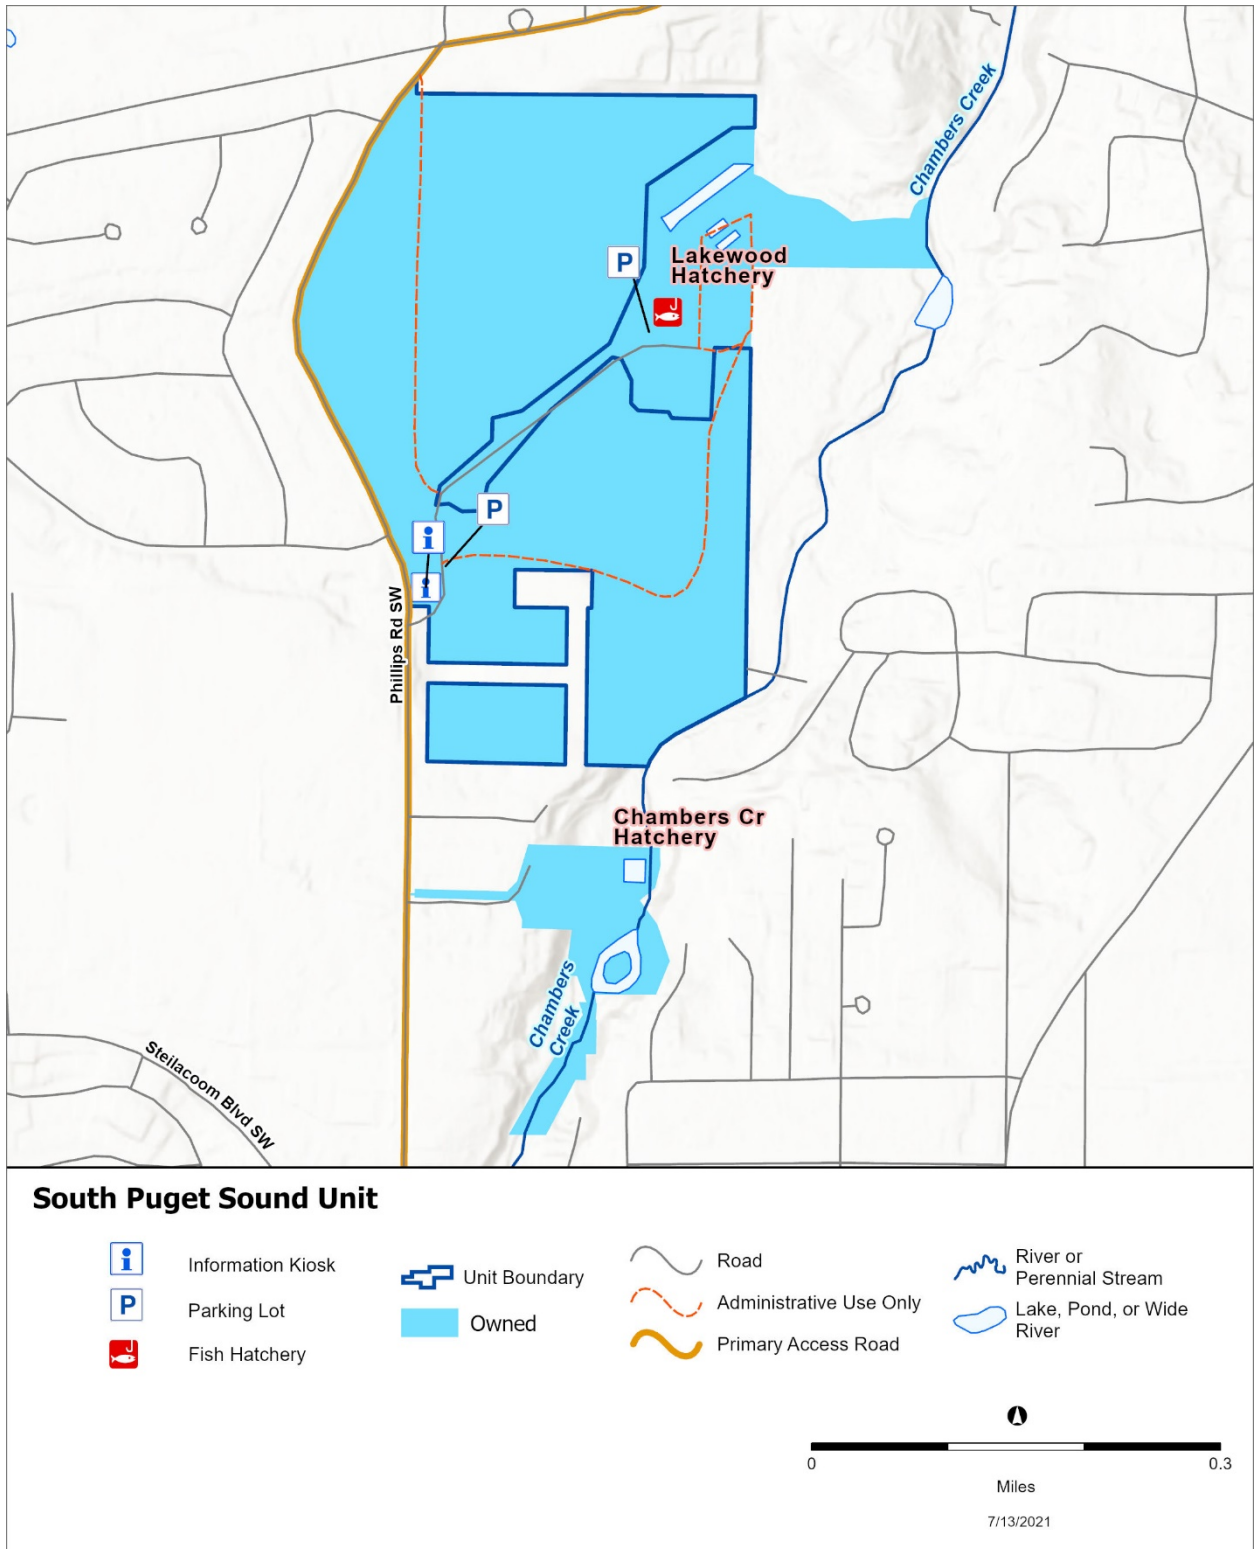 Chambers Creek
P
Lakewood
Hatchery
P
i
i
Phillips Rd SW
Chambers Cr
Hatchery
Chambers
Creek
Steilacoom Blvd SW
South Puget Sound Unit
i Information Kiosk
P Parking Lot
Fish Hatchery
Unit Boundary
Owned
Road
Administrative Use Only
Primary Access Road
River or
Perennial Stream
Lake, Pond, or Wide
River
0 0.3
Miles
7/13/2021